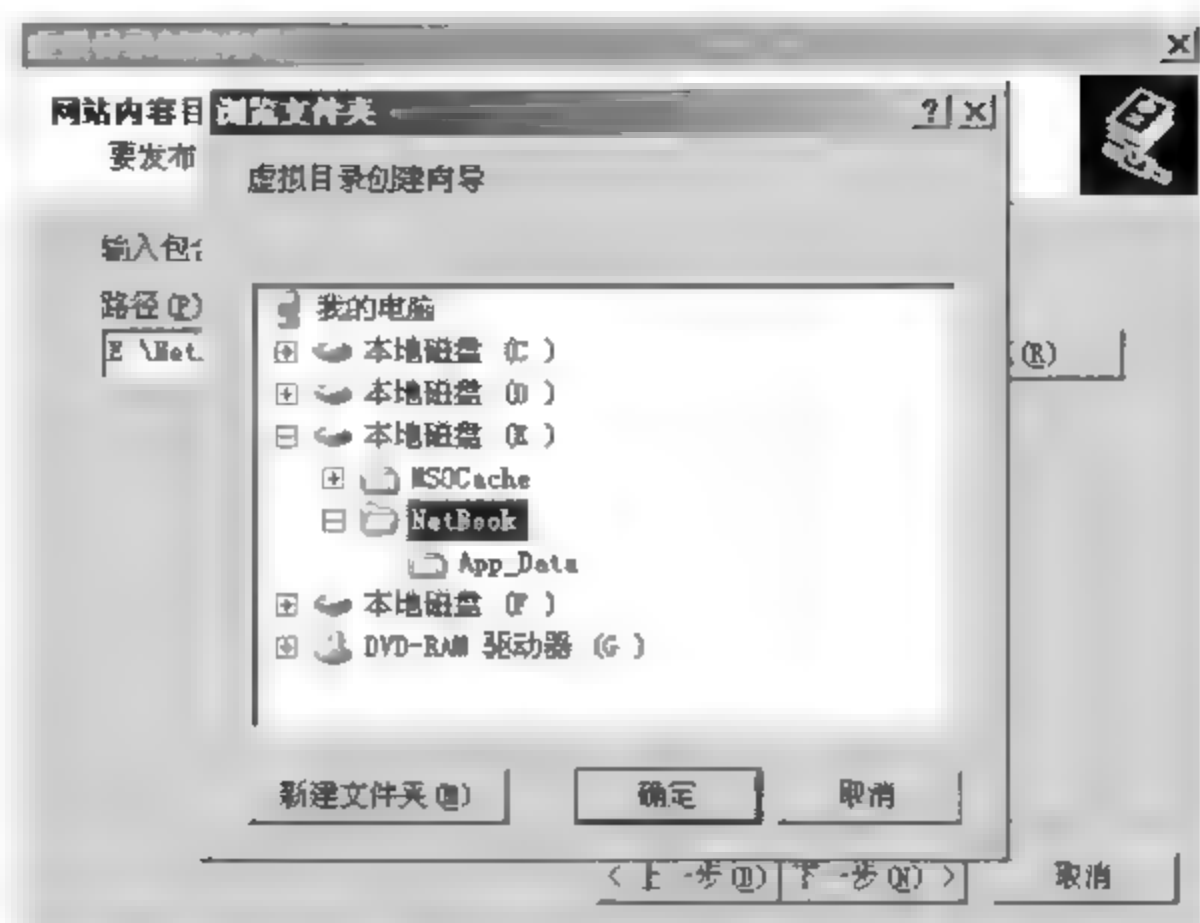 网站内容目
要发布
输入包含
路径(P)
E \Net
(R)
浏览文件夹
虚拟目录创建向导
我的电脑
本地磁盘 (C )
本地磁盘 (D )
本地磁盘 (E )
MSOCache
NetBook
App_Data
本地磁盘 (F )
DVD-RAM 驱动器 (G )
新建文件夹(M)
确定
取消
< 上一步(B) 下一步(N) >
取消